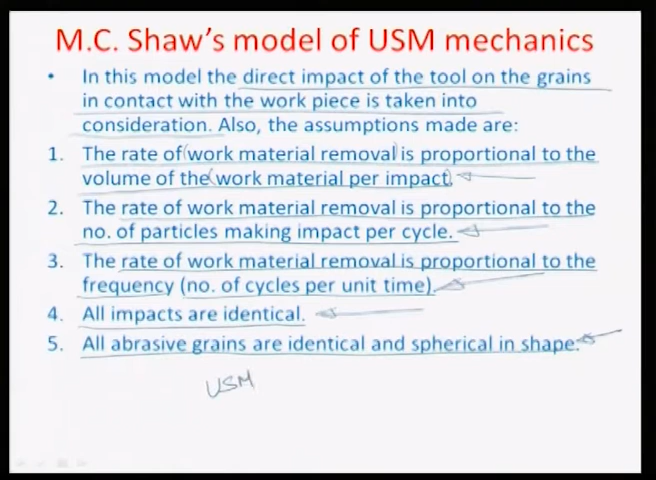 M.C. Shaw's model of USM mechanics
• In this model the direct impact of the tool on the grains
in contact with the work piece is taken into
consideration. Also, the assumptions made are:
1. The rate of (work material removal) is proportional to the
volume of the (work material per impact).
2. The rate of work material removal is proportional to the
no. of particles making impact per cycle.
3. The rate of work material removal is proportional to the
frequency (no. of cycles per unit time).
4. All impacts are identical.
5. All abrasive grains are identical and spherical in shape.
USM